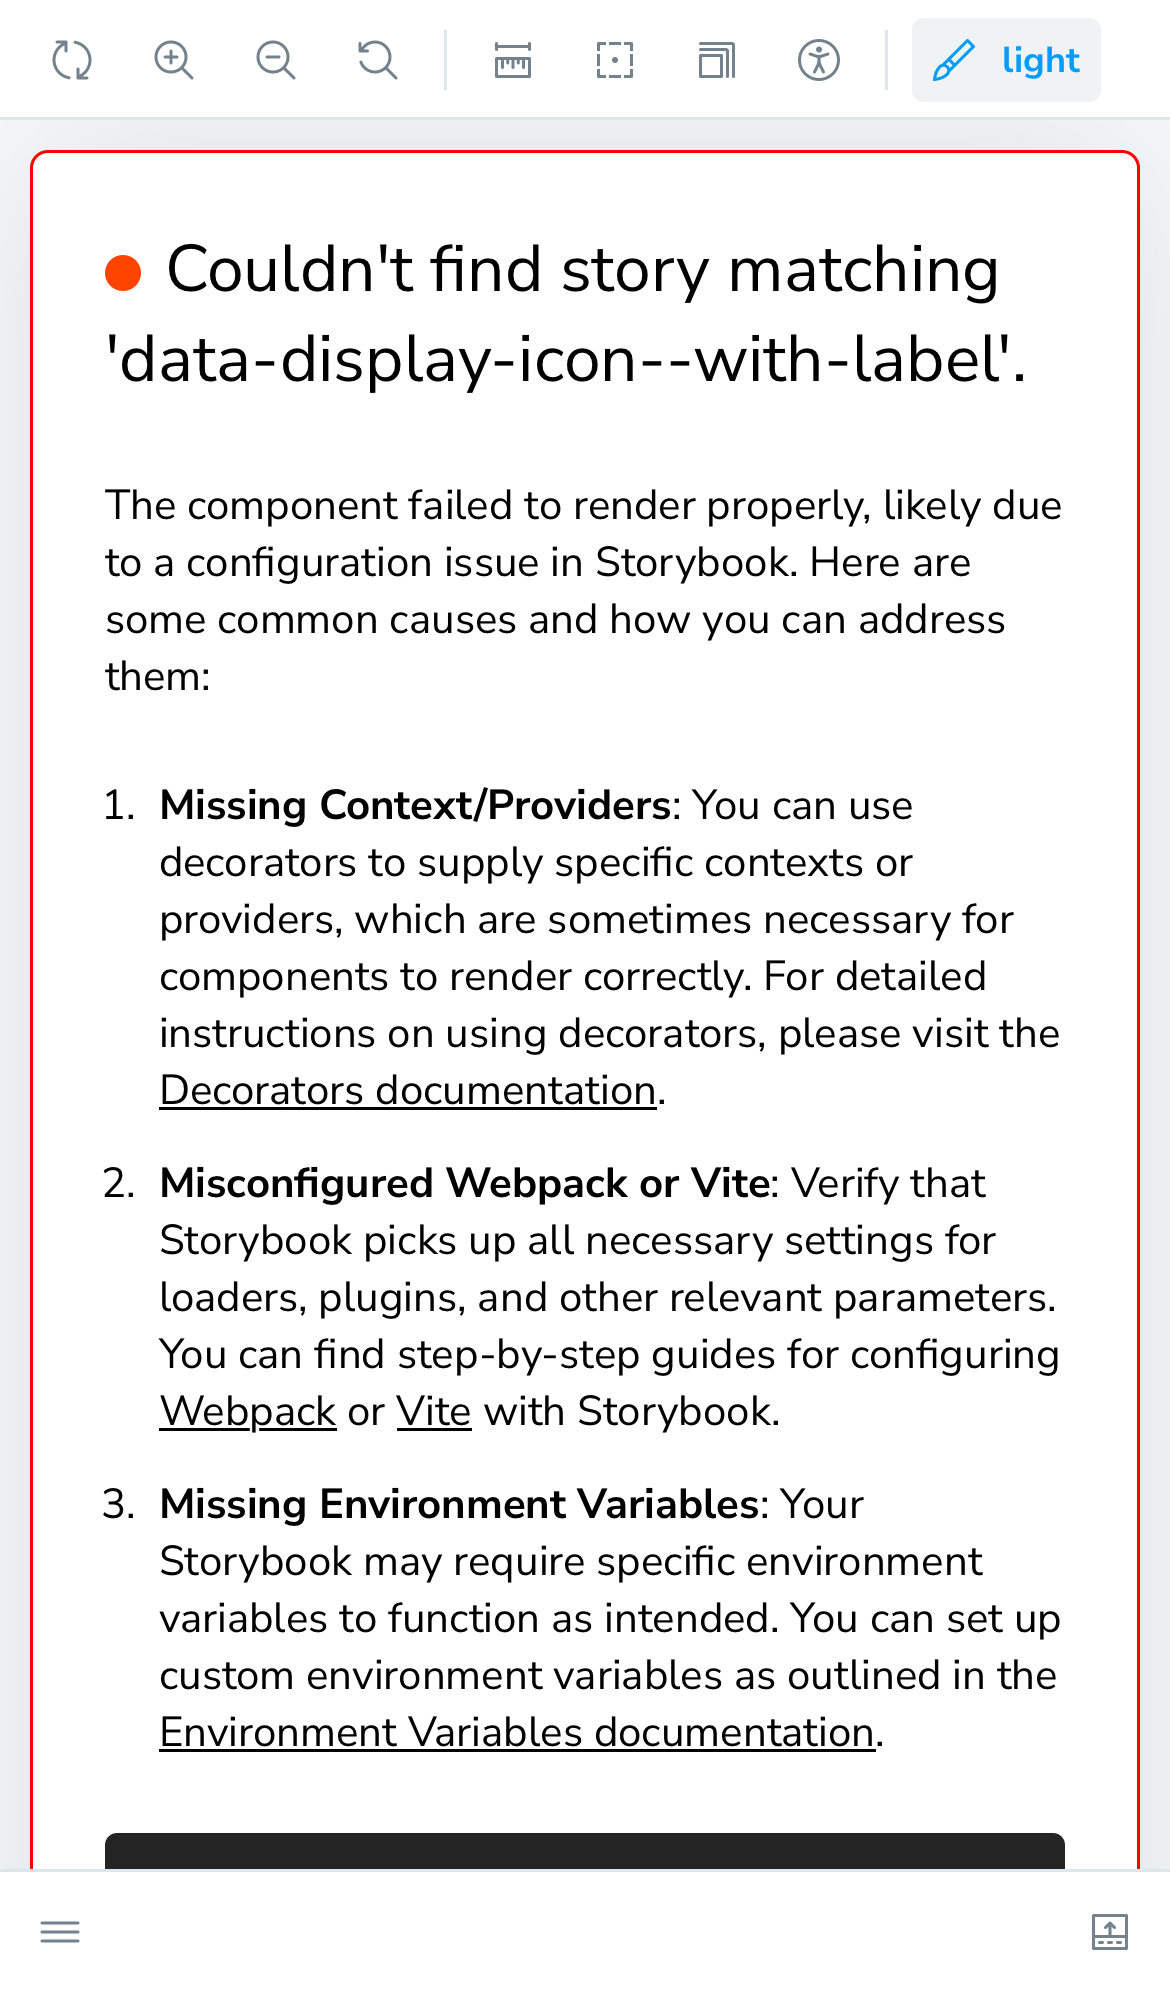 light
Couldn't find story matching
'data-display-icon--with-label'.
The component failed to render properly, likely due
to a configuration issue in Storybook. Here are
some common causes and how you can address
them:
1. Missing Context/Providers: You can use
decorators to supply specific contexts or
providers, which are sometimes necessary for
components to render correctly. For detailed
instructions on using decorators, please visit the
Decorators documentation.
2. Misconfigured Webpack or Vite: Verify that
Storybook picks up all necessary settings for
loaders, plugins, and other relevant parameters.
You can find step-by-step guides for configuring
Webpack or Vite with Storybook.
3. Missing Environment Variables: Your
Storybook may require specific environment
variables to function as intended. You can set up
custom environment variables as outlined in the
Environment Variables documentation.